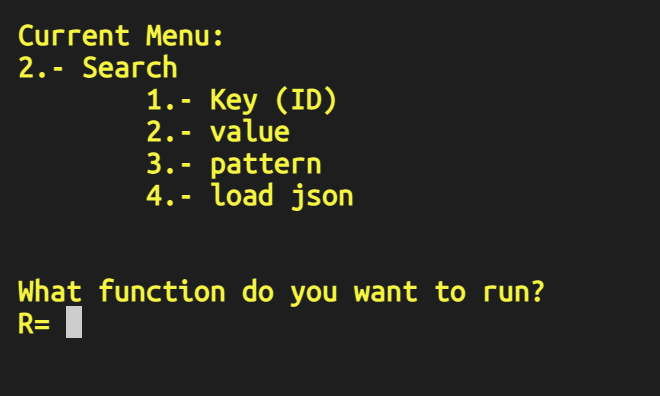 Current Menu:
2.- Search
1.- Key (ID)
2.- value
3.- pattern
4.- load json
What function do you want to run?
R=